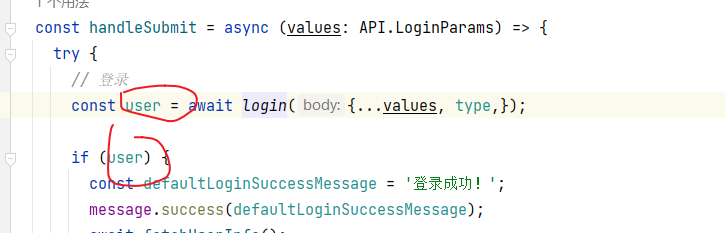 个用法
const handleSubmit = async (values: API.LoginParams) => {
try {
// 登录
const user = await login( body: {...values, type,});
if (user) {
const defaultLoginSuccessMessage = '登录成功！';
message.success(defaultLoginSuccessMessage);
await fetchUserInfo();